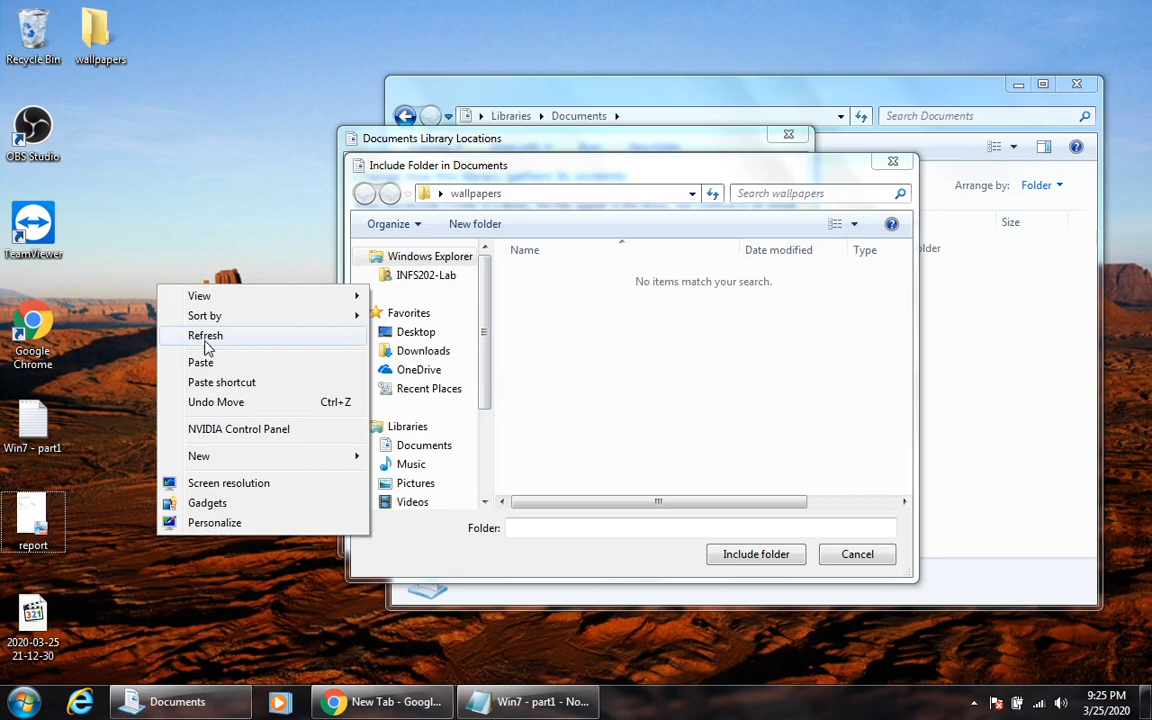 Recycle Bin
wallpapers
OBS Studio
TeamViewer
Google
Chrome
Win7 - part1
report
321
2020-03-25
21-12-30
Libraries
Documents
Search Documents
Arrange by: Folder
Size
Documents Library Locations
Include Folder in Documents
wallpapers
Search wallpapers
Organize
New folder
Name
Date modified
Type
No items match your search.
Windows Explorer
INFS202-Lab
Favorites
Desktop
Downloads
OneDrive
Recent Places
Libraries
Documents
Music
Pictures
Videos
Folder:
Include folder
Cancel
View
Sort by
Refresh
Paste
Paste shortcut
Undo Move Ctrl+Z
NVIDIA Control Panel
New
Screen resolution
Gadgets
Personalize
Documents
New Tab - Googl...
Win7 - part1 - No...
9:25 PM
3/25/2020